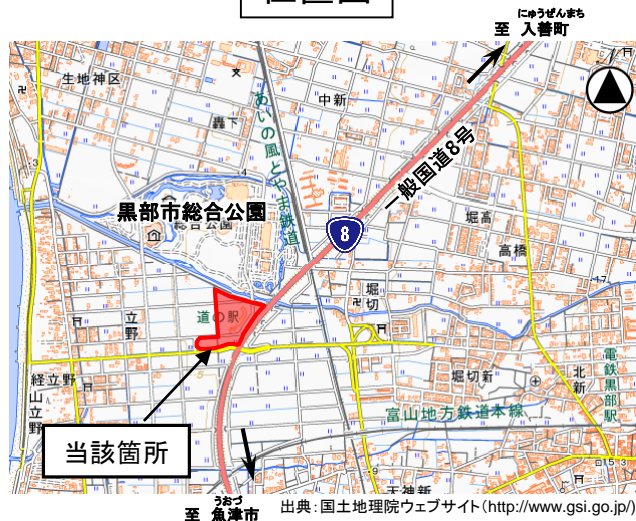 にゅうぜんまち
至 入善町
生地神区
中新
轟下
あいの風とやま鉄道
一般国道8号
黒部市総合公園
総合公園
8
堀高
高橋
堀切
道の駅
立野
経立野
山立野
堀切新
北新
電鉄黒部駅
富山地方鉄道本線
当該箇所
天神新
15.3
うおづ
至 魚津市
出典：国土地理院ウェブサイト(http://www.gsi.go.jp/)